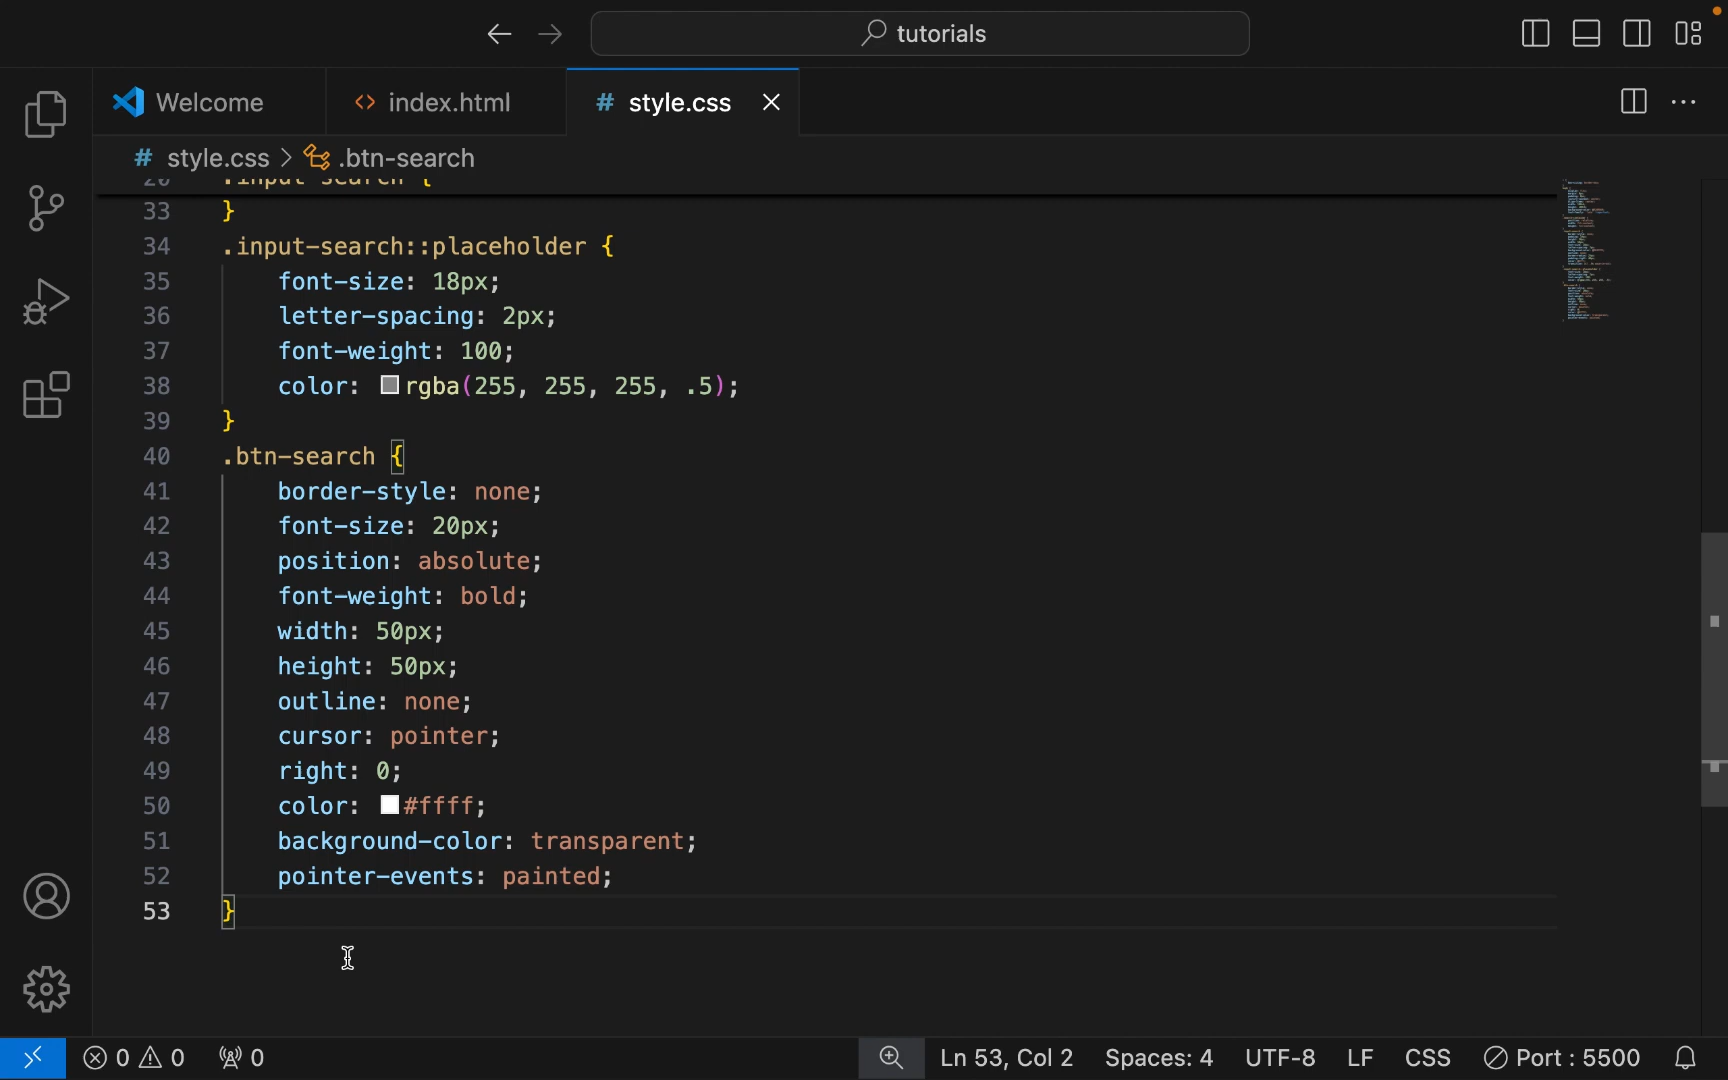 tutorials
Welcome
index.html
# style.css
# style.css > .btn-search
.input-search {
33 }
34 .input-search::placeholder {
35 font-size: 18px;
36 letter-spacing: 2px;
37 font-weight: 100;
38 color: rgba(255, 255, 255, .5);
39 }
40 .btn-search {
41 border-style: none;
42 font-size: 20px;
43 position: absolute;
44 font-weight: bold;
45 width: 50px;
46 height: 50px;
47 outline: none;
48 cursor: pointer;
49 right: 0;
50 color: #ffff;
51 background-color: transparent;
52 pointer-events: painted;
53 }
0 0 0 Ln 53, Col 2 Spaces: 4 UTF-8 LF CSS Port : 5500